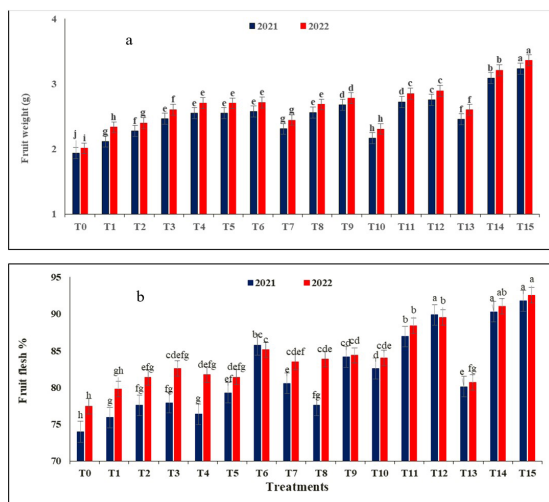 a
2021 2022
Fruit weight (g)
4
3
2
1
j i g h f g e f e e e e e e g g e e d d h h c c c c f f b b a a
T0 T1 T2 T3 T4 T5 T6 T7 T8 T9 T10 T11 T12 T13 T14 T15
b
2021 2022
Fruit flesh %
95
90
85
80
75
70
h h g gh fg efg fg cdefg g defg ef defg bc c e cdef fg cde cd cd d cde b b a b e fg a ab a a
T0 T1 T2 T3 T4 T5 T6 T7 T8 T9 T10 T11 T12 T13 T14 T15
Treatments